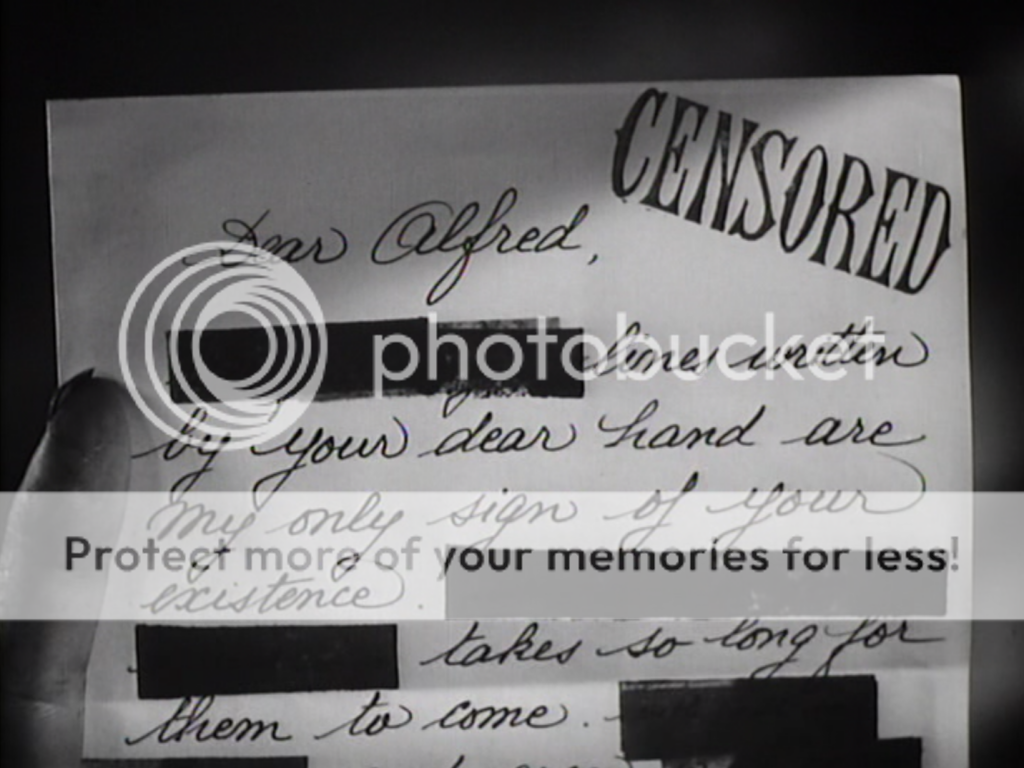 CENSORED
Dear Alfred,
photobucket
lines written
by your dear hand are
my only sign of your
Protect more of your memories for less!
existence.
takes so long for
them to come.